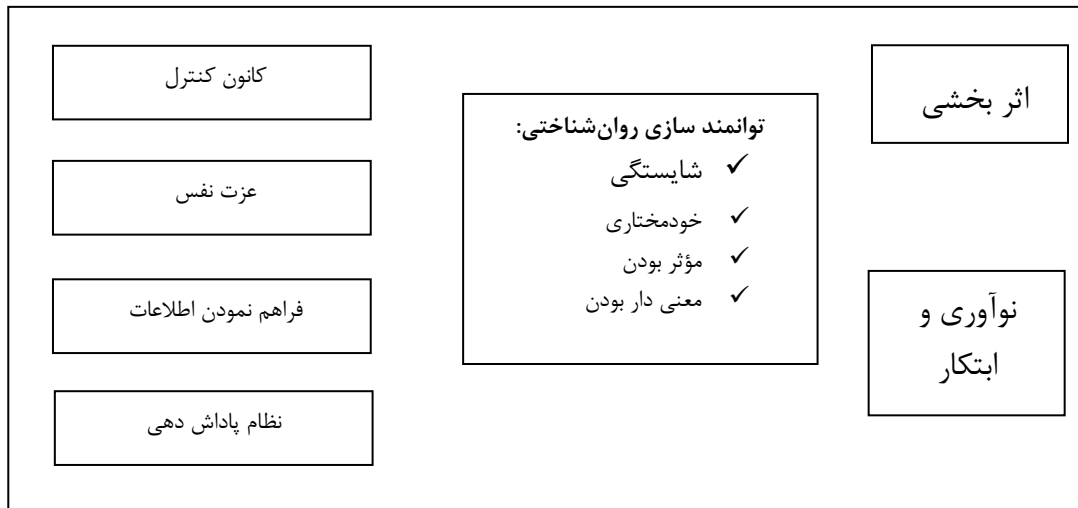 کانون کنترل
عزت نفس
فراهم نمودن اطلاعات
نظام پاداش دهی
توانمند سازی روان‌شناختی:
✓ شایستگی
✓ خودمختاری
✓ مؤثر بودن
✓ معنی دار بودن
اثر بخشی
نوآوری و
ابتکار